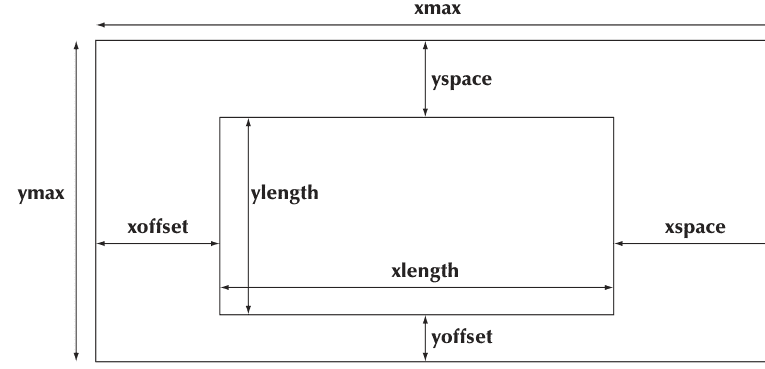 xmax
yspace
ymax
ylength
xoffset
xspace
xlength
yoffset